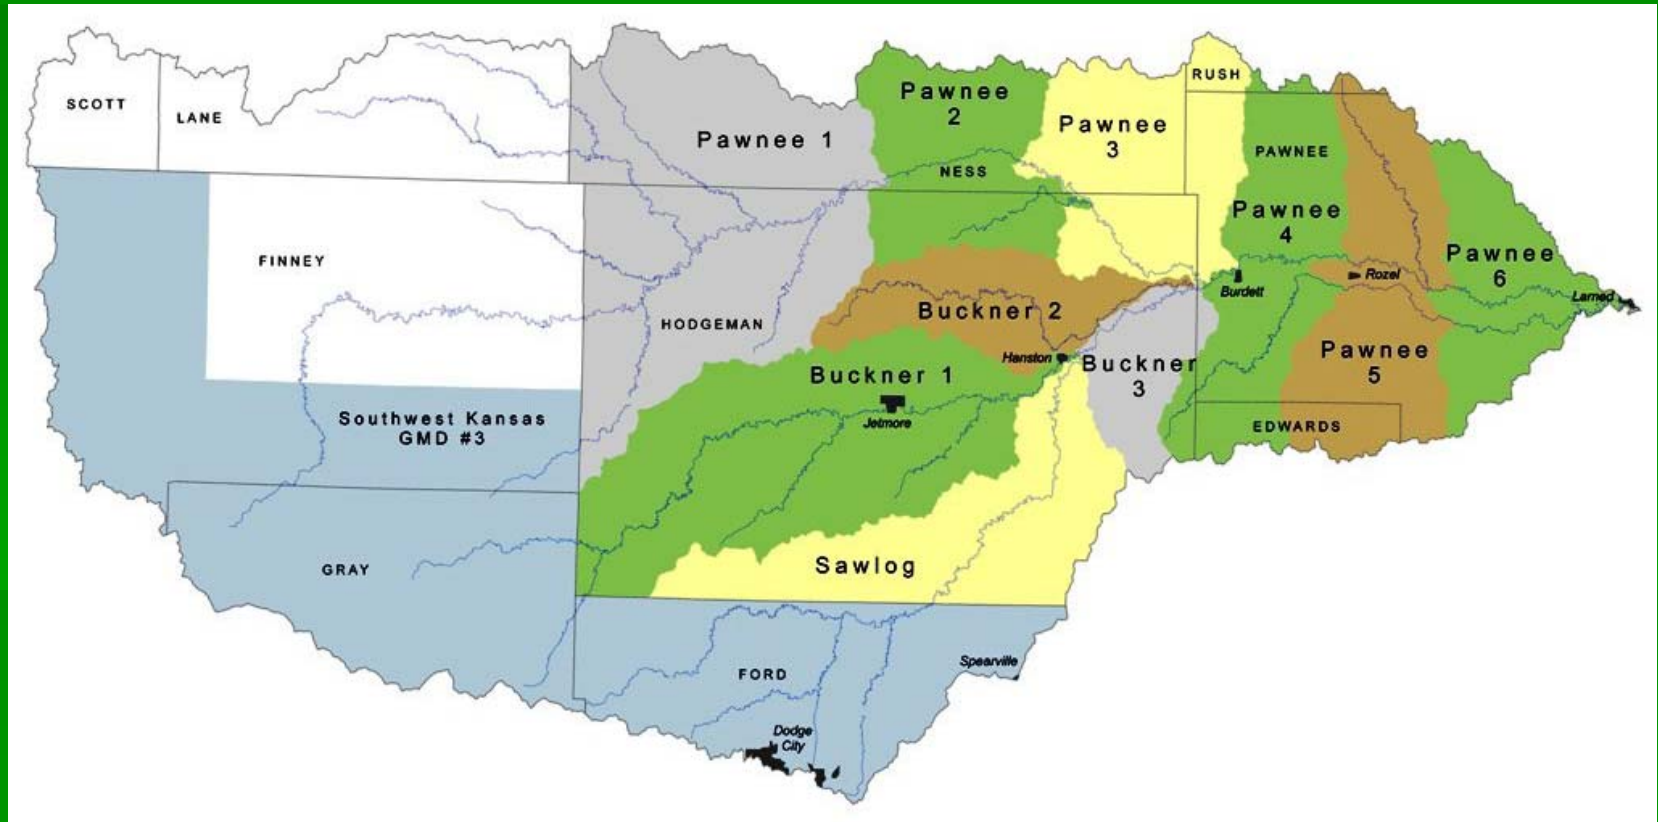 SCOTT
LANE
Pawnee 1
Pawnee
2
NESS
Pawnee
3
RUSH
PAWNEE
Pawnee
4
Pawnee
6
Larned
Rozel
Burdett
FINNEY
HODGEMAN
Buckner 2
Hanston
Buckner
3
Pawnee
5
Buckner 1
Jetmore
EDWARDS
Southwest Kansas
GMD #3
GRAY
Sawlog
FORD
Spearville
Dodge
City